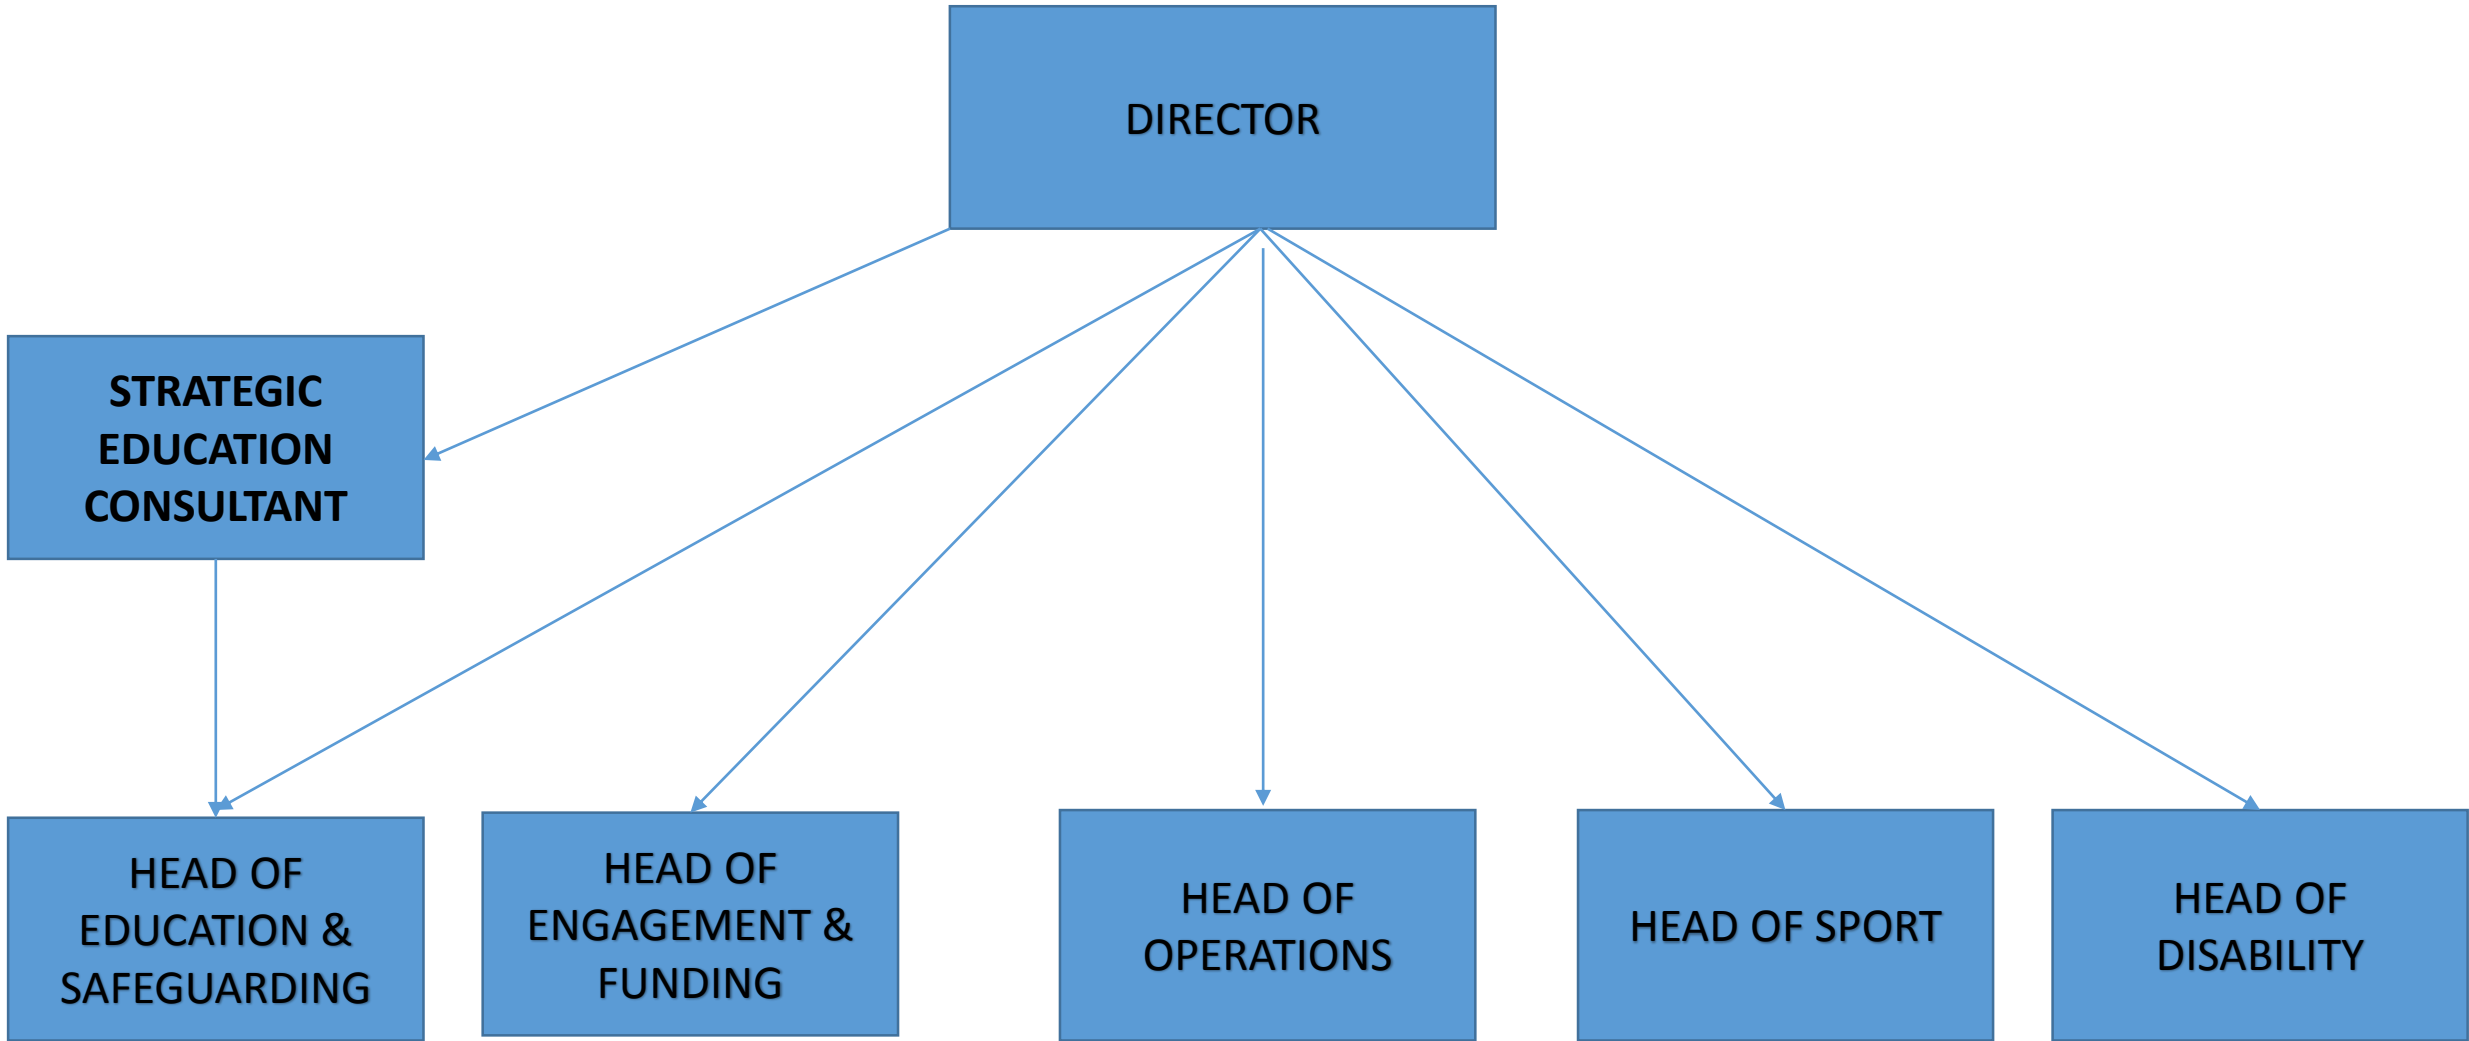 DIRECTOR
STRATEGIC
EDUCATION
CONSULTANT
HEAD OF
EDUCATION &
SAFEGUARDING
HEAD OF
ENGAGEMENT &
FUNDING
HEAD OF
OPERATIONS
HEAD OF SPORT
HEAD OF
DISABILITY